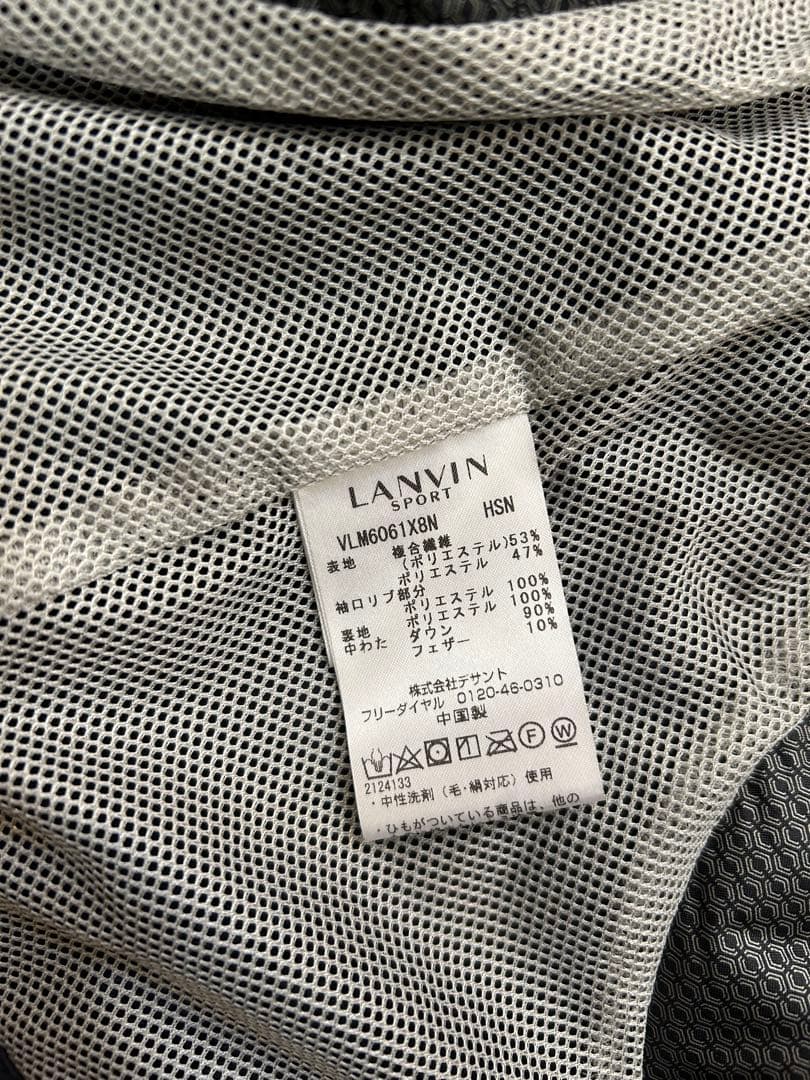 LANVIN
SPORT
VLM6061X8N HSN
表地 複合繊維
(ポリエステル)53%
ポリエステル 47%
袖口リブ部分
ポリエステル 100%
裏地 ポリエステル 100%
中わた ダウン 90%
フェザー 10%
株式会社デサント
フリーダイヤル 0120-46-0310
中国製
F W
2124133
・中性洗剤(毛・絹対応)使用
・ひもがついている商品は、他の